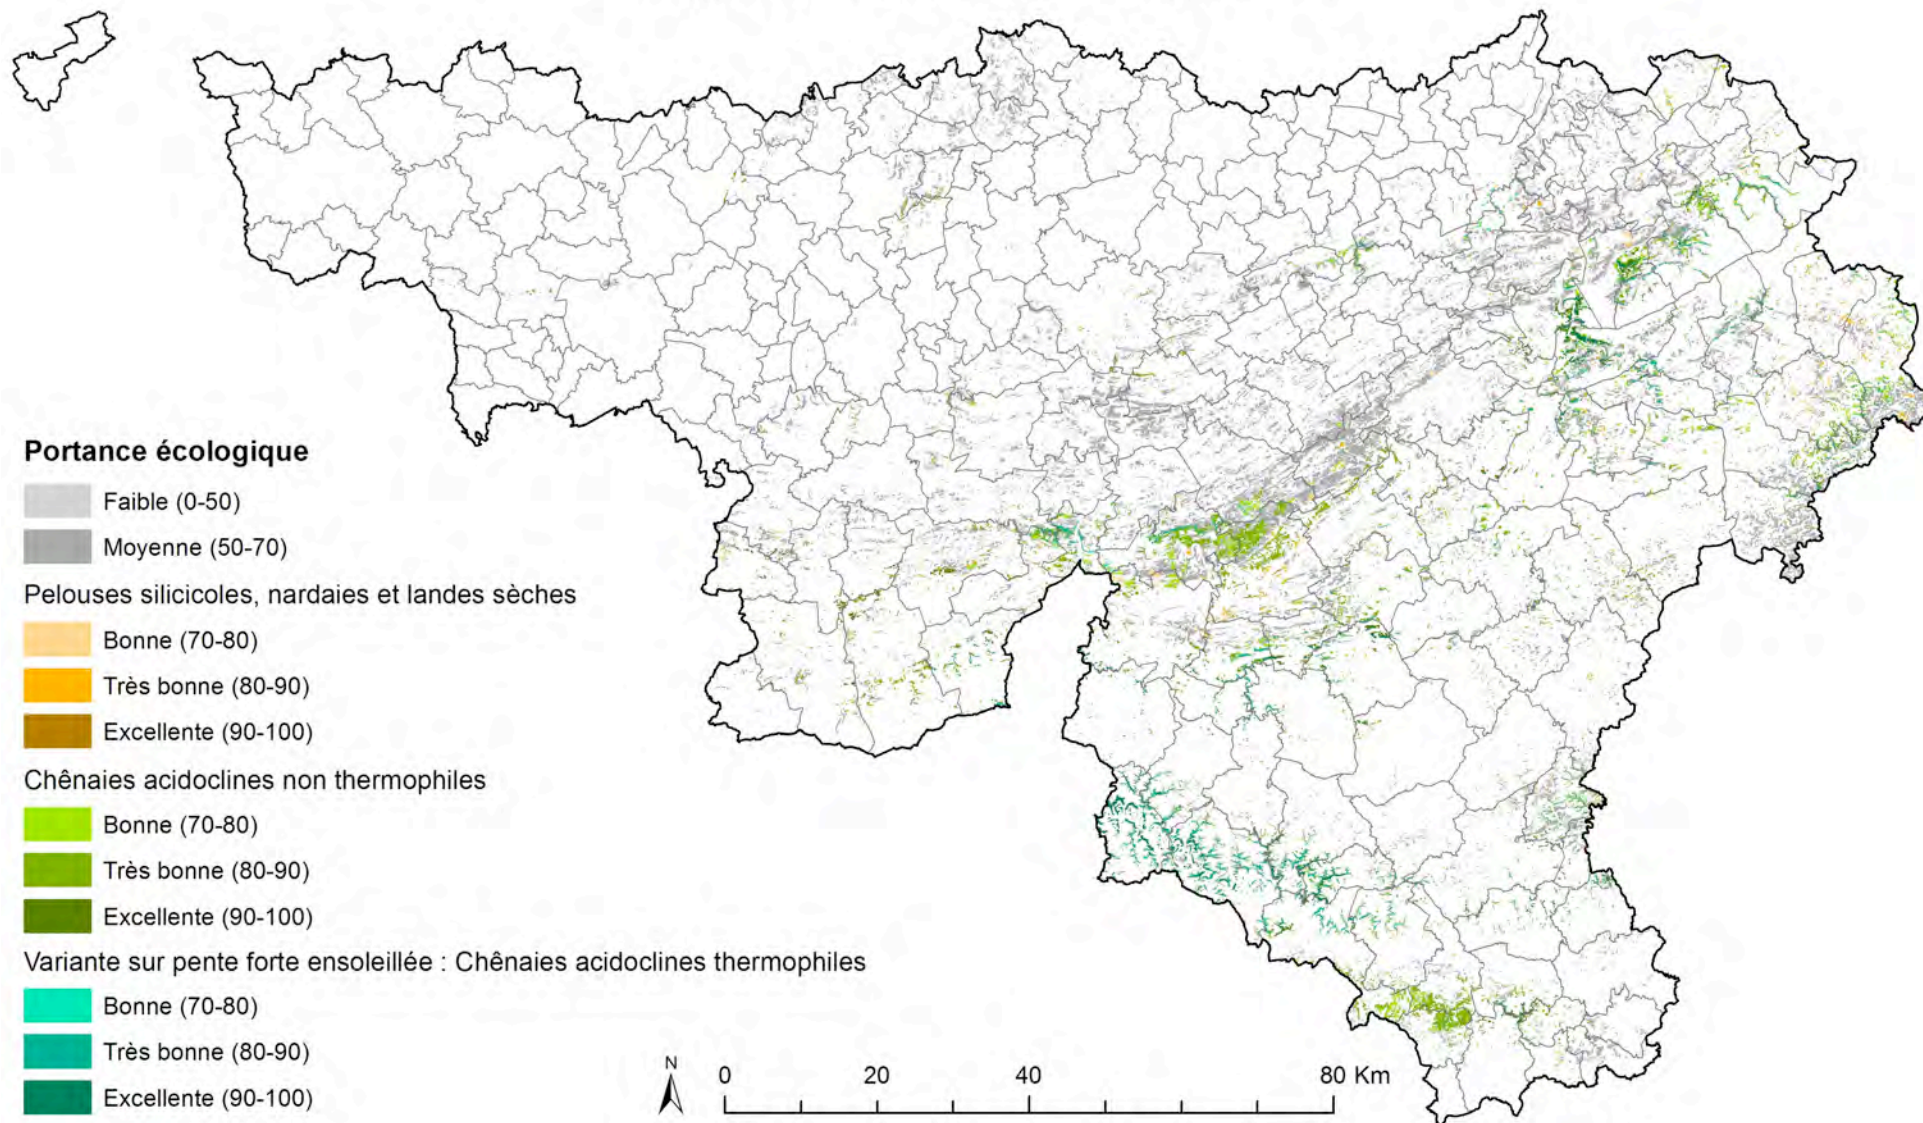 Portance écologique
Faible (0-50)
Moyenne (50-70)
Pelouses silicicoles, nardaies et landes sèches
Bonne (70-80)
Très bonne (80-90)
Excellente (90-100)
Chênaies acidoclines non thermophiles
Bonne (70-80)
Très bonne (80-90)
Excellente (90-100)
Variante sur pente forte ensoleillée : Chênaies acidoclines thermophiles
Bonne (70-80)
Très bonne (80-90)
Excellente (90-100)
N
0 20 40 80 Km